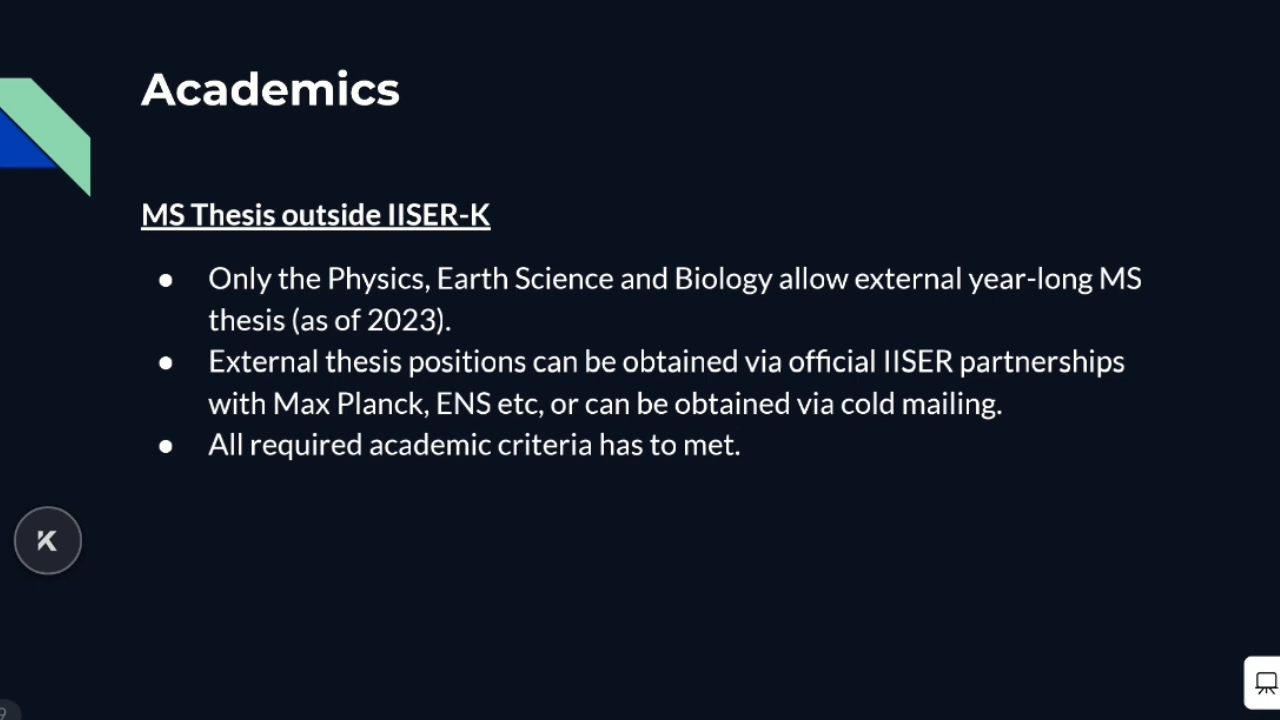 Academics
MS Thesis outside IISER-K
● Only the Physics, Earth Science and Biology allow external year-long MS
thesis (as of 2023).
● External thesis positions can be obtained via official IISER partnerships
with Max Planck, ENS etc, or can be obtained via cold mailing.
● All required academic criteria has to met.
K